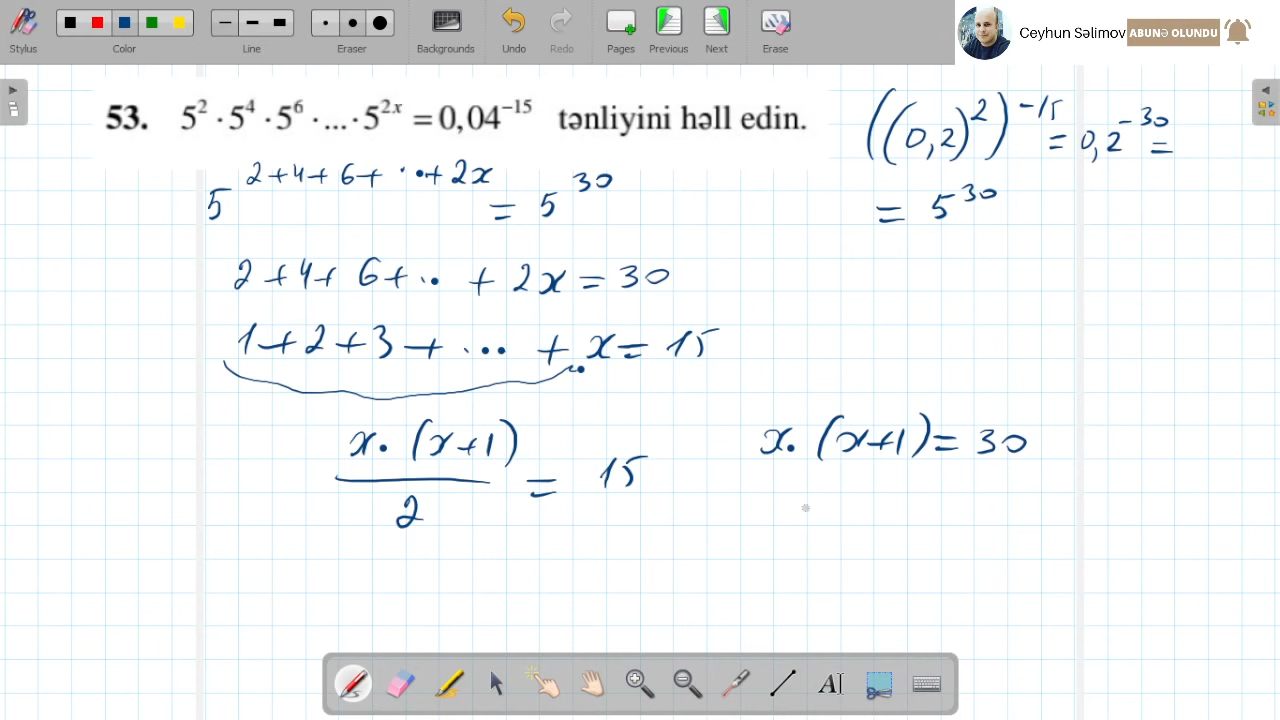 Stylus Color Line Eraser Backgrounds Undo Redo Pages Previous Next Erase
Ceyhun Səlimov ABUNƏ OLUNDU
53. 5² · 5⁴ · 5⁶ · ... · 5²ˣ = 0,04⁻¹⁵ tənliyini həll edin.
((0,2)²)⁻¹⁵ = 0,2⁻³⁰ =
= 5³⁰
5^(2+4+6+...+2x) = 5³⁰
2+4+6+.. + 2x = 30
1+2+3+ ... + x = 15
x·(x+1)/2 = 15
x·(x+1) = 30
AI